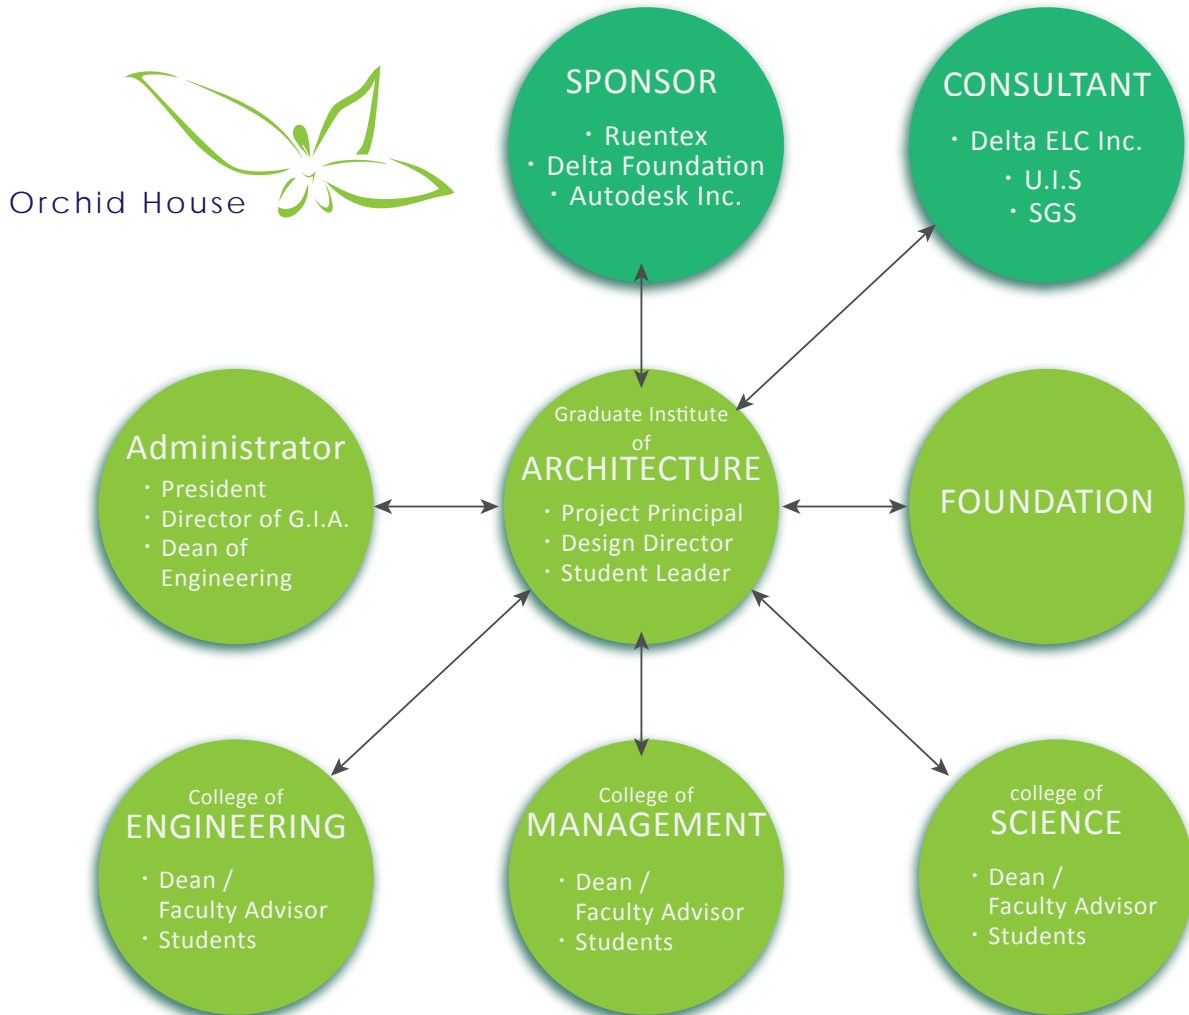 Orchid House
SPONSOR
· Ruentex
· Delta Foundation
· Autodesk Inc.
CONSULTANT
· Delta ELC Inc.
· U.I.S
· SGS
Administrator
· President
· Director of G.I.A.
· Dean of
Engineering
Graduate Institute
of
ARCHITECTURE
· Project Principal
· Design Director
· Student Leader
FOUNDATION
College of
ENGINEERING
· Dean /
Faculty Advisor
· Students
College of
MANAGEMENT
· Dean /
Faculty Advisor
· Students
college of
SCIENCE
· Dean /
Faculty Advisor
· Students